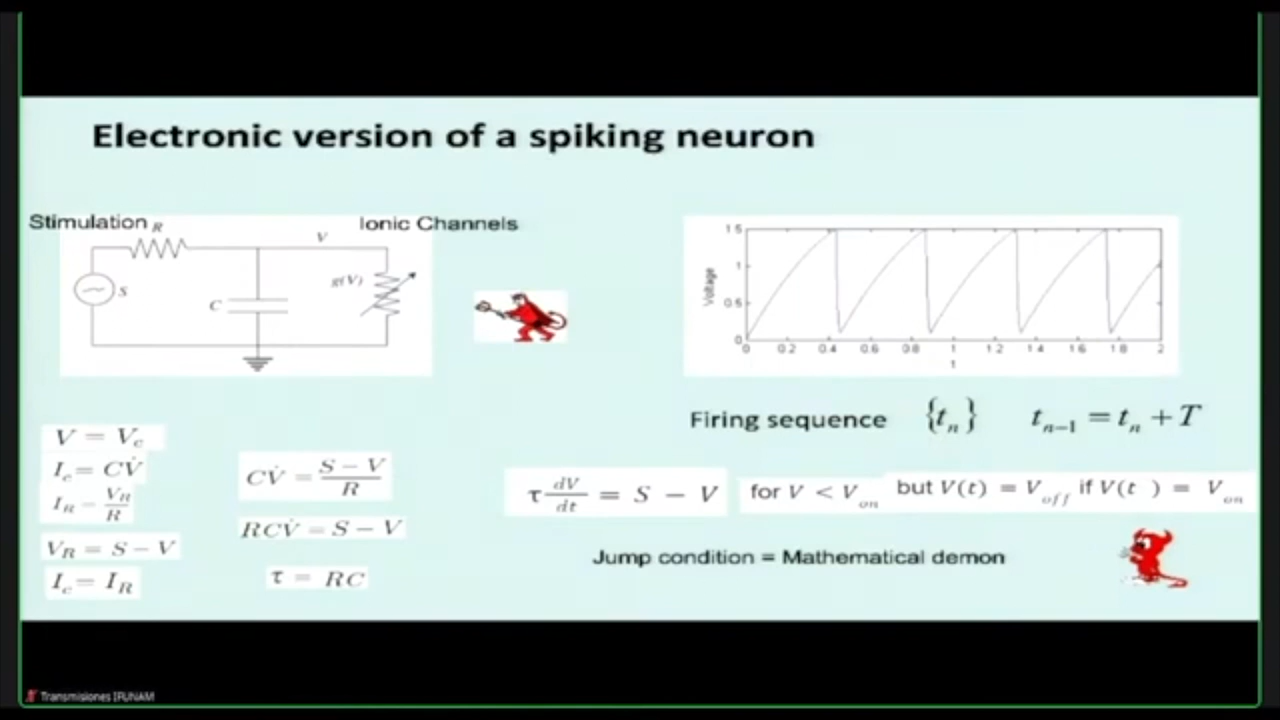 Electronic version of a spiking neuron
Stimulation
R
V
Ionic Channels
S
C
g(V)
Voltage
1.5
1
0.5
0
0 0.2 0.4 0.6 0.8 1 1.2 1.4 1.6 1.8 2
t
Firing sequence {tₙ} tₙ₋₁ = tₙ + T
V = V_c
I_c = CV̇
I_R = V_R/R
V_R = S − V
I_c = I_R
CV̇ = (S − V)/R
RCV̇ = S − V
τ = RC
τ dV/dt = S − V for V < V_on but V(t) = V_off if V(t ) = V_on
Jump condition = Mathematical demon
Transmisiones IFUNAM